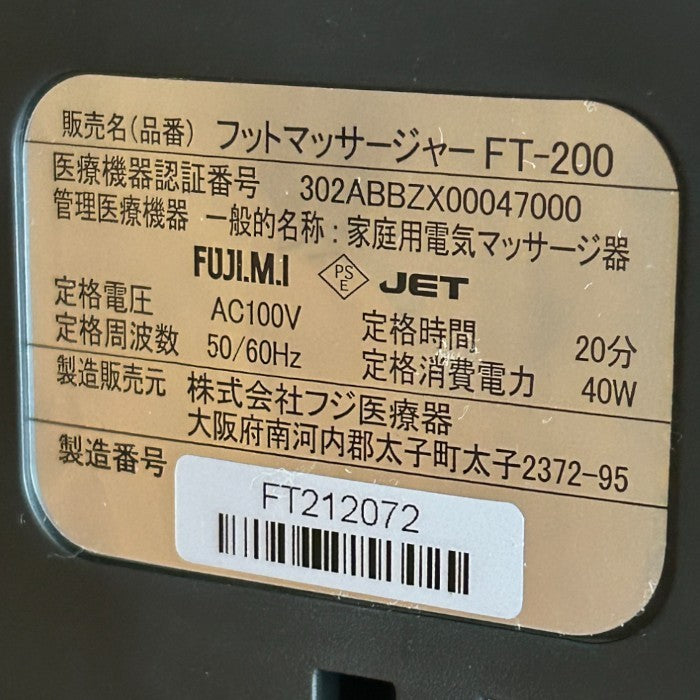 販売名(品番) フットマッサージャー FT-200
医療機器認証番号 302ABBZX00047000
管理医療機器 一般的名称:家庭用電気マッサージ器
FUJI.M.I PSE JET
定格電圧 AC100V 定格時間 20分
定格周波数 50/60Hz 定格消費電力 40W
製造販売元 株式会社フジ医療器
大阪府南河内郡太子町太子2372-95
製造番号 FT212072